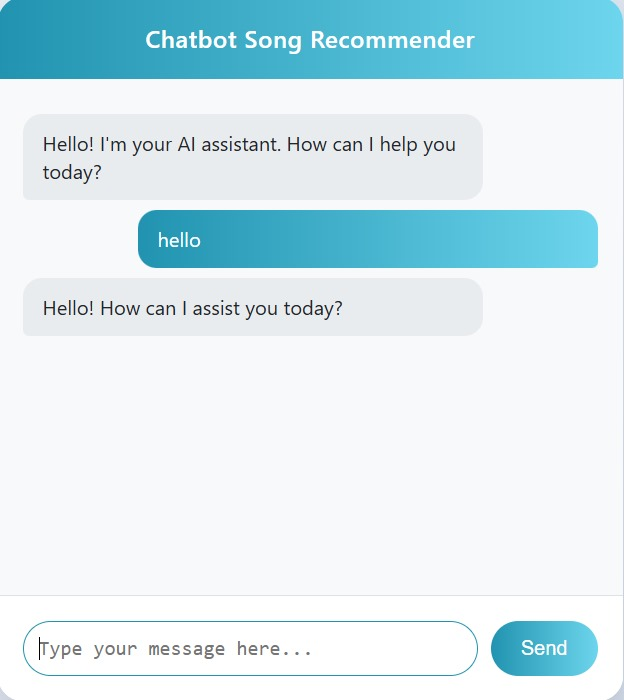 Chatbot Song Recommender
Hello! I'm your AI assistant. How can I help you
today?
hello
Hello! How can I assist you today?
Type your message here...
Send